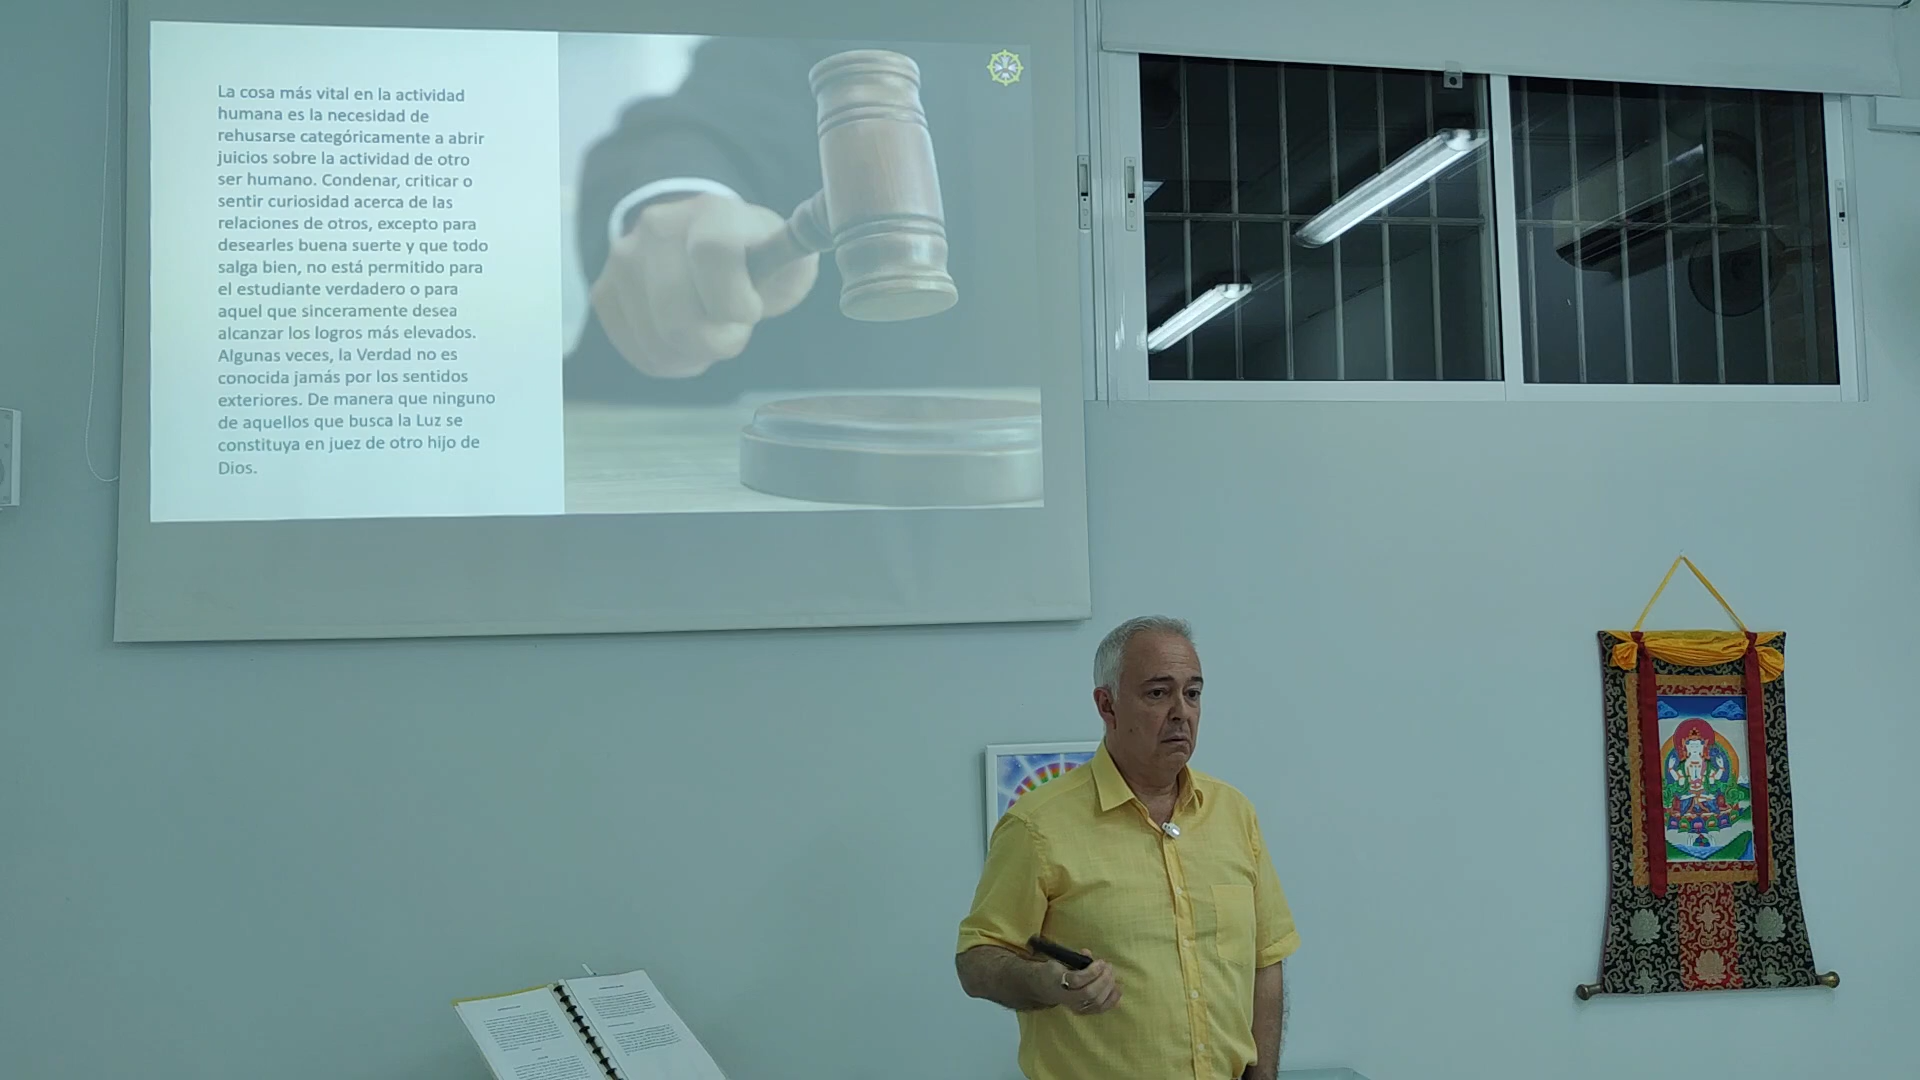 La cosa más vital en la actividad
humana es la necesidad de
rehusarse categóricamente a abrir
juicios sobre la actividad de otro
ser humano. Condenar, criticar o
sentir curiosidad acerca de las
relaciones de otros, excepto para
desearles buena suerte y que todo
salga bien, no está permitido para
el estudiante verdadero o para
aquel que sinceramente desea
alcanzar los logros más elevados.
Algunas veces, la Verdad no es
conocida jamás por los sentidos
exteriores. De manera que ninguno
de aquellos que busca la Luz se
constituya en juez de otro hijo de
Dios.